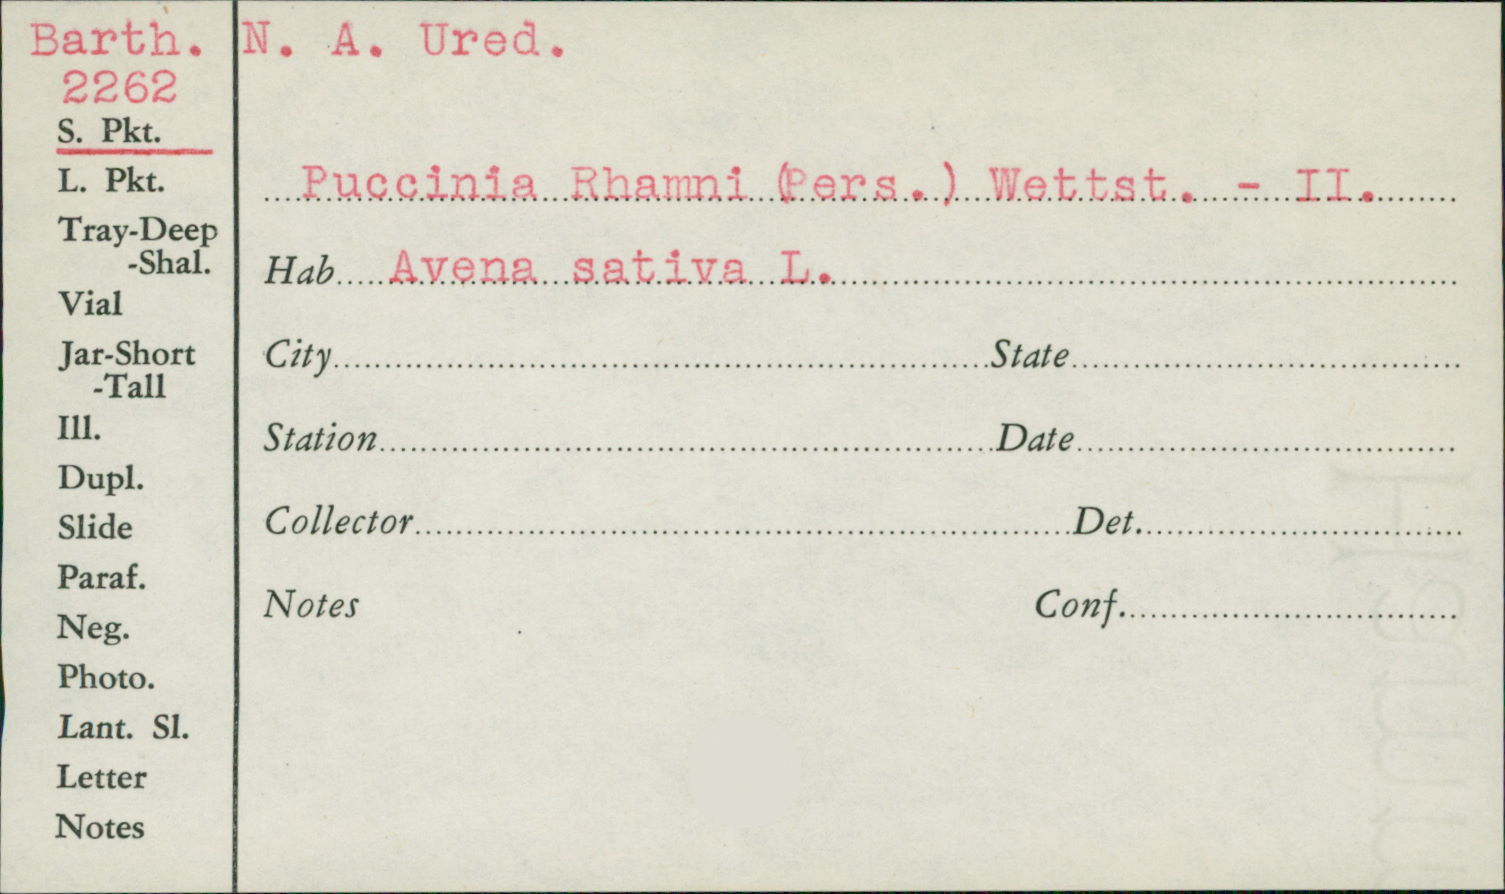 Barth. N. A. Ured.
2262
S. Pkt.
L. Pkt.
Tray-Deep
-Shal.
Vial
Jar-Short
-Tall
Ill.
Dupl.
Slide
Paraf.
Neg.
Photo.
Lant. Sl.
Letter
Notes
Puccinia Rhamni (Pers.) Wettst. - II.
Hab Avena sativa L.
City State
Station Date
Collector Det.
Notes Conf.